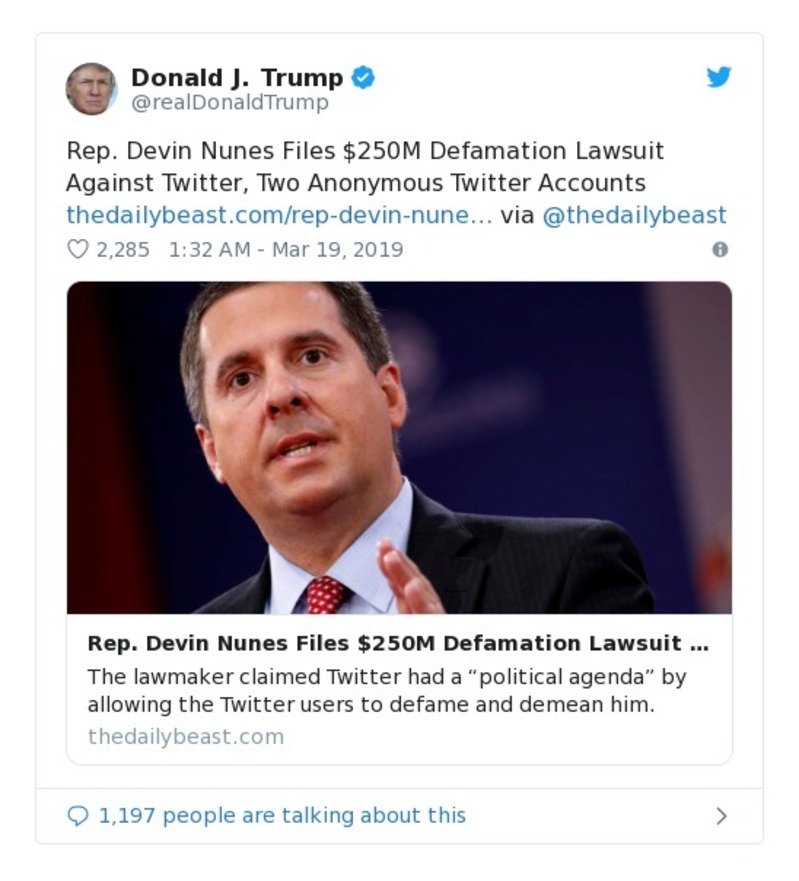 Donald J. Trump
@realDonaldTrump
Rep. Devin Nunes Files $250M Defamation Lawsuit
Against Twitter, Two Anonymous Twitter Accounts
thedailybeast.com/rep-devin-nune… via @thedailybeast
2,285 1:32 AM - Mar 19, 2019
Rep. Devin Nunes Files $250M Defamation Lawsuit ...
The lawmaker claimed Twitter had a “political agenda” by
allowing the Twitter users to defame and demean him.
thedailybeast.com
1,197 people are talking about this